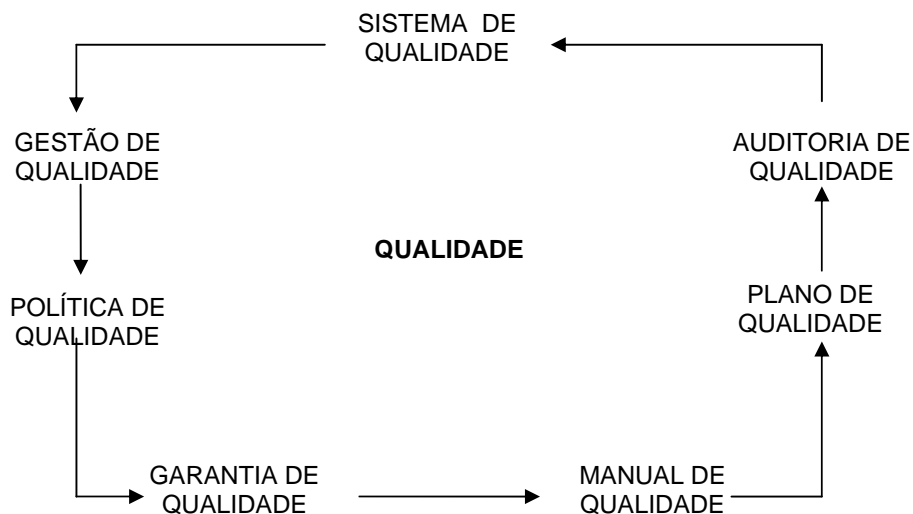 SISTEMA DE
QUALIDADE
GESTÃO DE
QUALIDADE
AUDITORIA DE
QUALIDADE
QUALIDADE
POLÍTICA DE
QUALIDADE
PLANO DE
QUALIDADE
GARANTIA DE
QUALIDADE
MANUAL DE
QUALIDADE